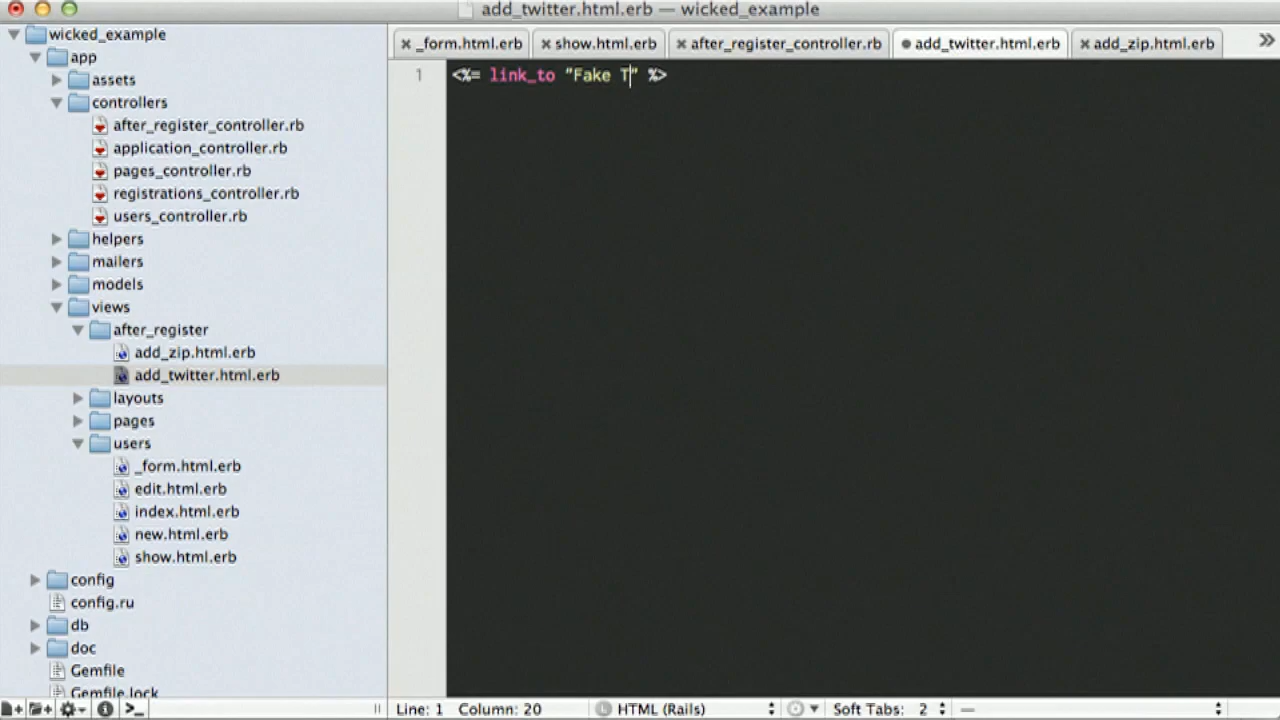 add_twitter.html.erb — wicked_example
wicked_example
app
assets
controllers
after_register_controller.rb
application_controller.rb
pages_controller.rb
registrations_controller.rb
users_controller.rb
helpers
mailers
models
views
after_register
add_zip.html.erb
add_twitter.html.erb
layouts
pages
users
_form.html.erb
edit.html.erb
index.html.erb
new.html.erb
show.html.erb
config
config.ru
db
doc
Gemfile
Gemfile.lock
_form.html.erb show.html.erb after_register_controller.rb add_twitter.html.erb add_zip.html.erb
1 <%= link_to "Fake T" %>
Line: 1 Column: 20 L HTML (Rails) Soft Tabs: 2 —